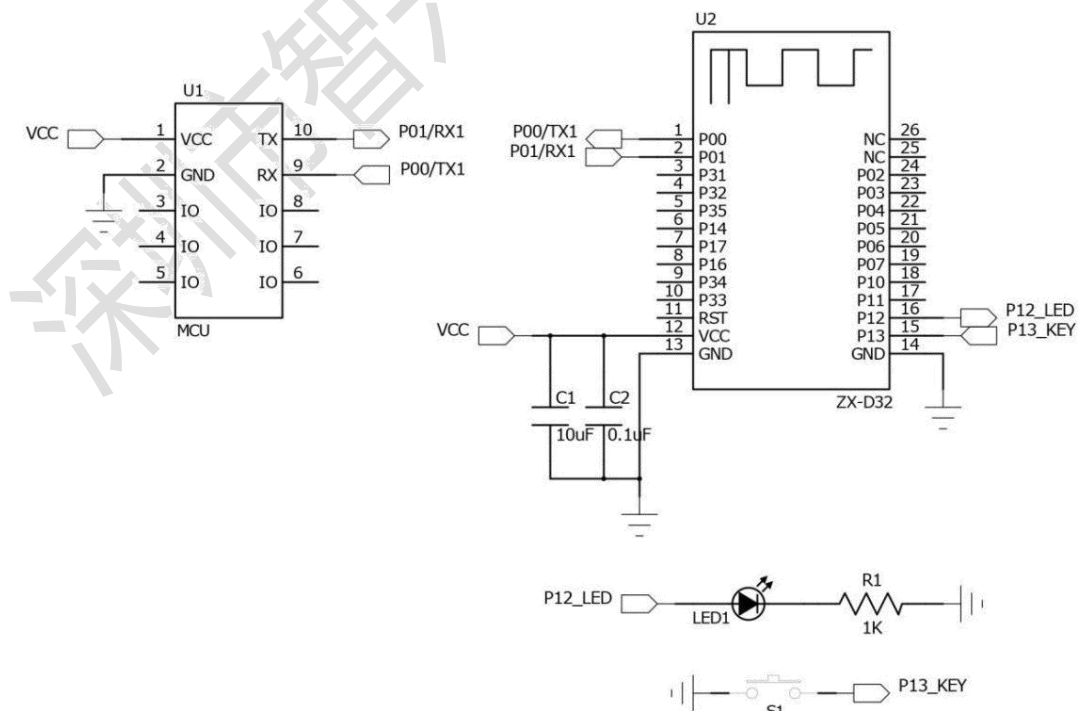 U2
U1
VCC
1
VCC
TX
10
P01/RX1
2
GND
RX
9
P00/TX1
3
IO
IO
8
4
IO
IO
7
5
IO
IO
6
MCU
P00/TX1
1
P00
NC
26
P01/RX1
2
P01
NC
25
3
P31
P02
24
4
P32
P03
23
5
P35
P04
22
6
P14
P05
21
7
P17
P06
20
8
P16
P07
19
9
P34
P10
18
10
P33
P11
17
11
RST
P12
16
P12_LED
VCC
12
VCC
P13
15
P13_KEY
13
GND
GND
14
ZX-D32
C1
C2
10uF
0.1uF
P12_LED
LED1
R1
1K
P13_KEY
S1
深圳市智